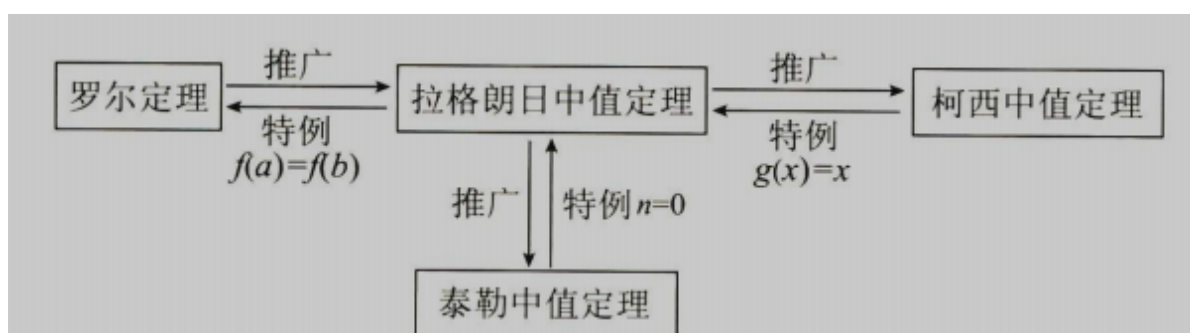 推广
推广
罗尔定理
拉格朗日中值定理
柯西中值定理
特例
f(a)=f(b)
特例
g(x)=x
推广
特例 n=0
泰勒中值定理